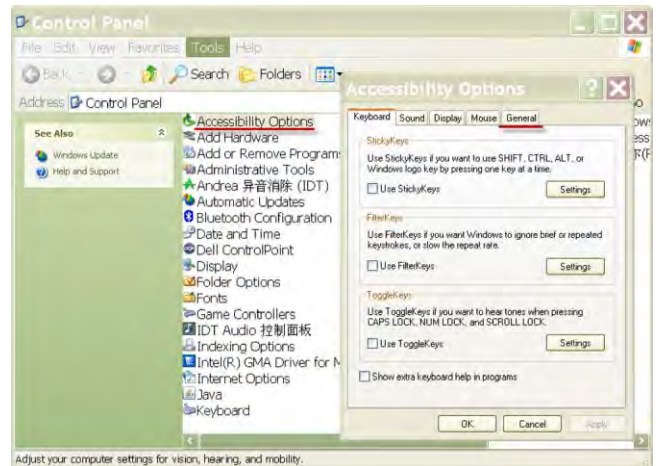 Control Panel
File Edit View Favorites Tools Help
Back Search Folders
Address Control Panel
See Also
Windows Update
Help and Support
Accessibility Options
Add Hardware
Add or Remove Program
Administrative Tools
Andrea 异音消除 (IDT)
Automatic Updates
Bluetooth Configuration
Date and Time
Dell ControlPoint
Display
Folder Options
Fonts
Game Controllers
IDT Audio 控制面板
Indexing Options
Intel(R) GMA Driver for M
Internet Options
Java
Keyboard
Accessibility Options
Keyboard Sound Display Mouse General
StickyKeys
Use StickyKeys if you want to use SHIFT, CTRL, ALT, or
Windows logo key by pressing one key at a time.
Use StickyKeys Settings
FilterKeys
Use FilterKeys if you want Windows to ignore brief or repeated
keystrokes, or slow the repeat rate.
Use FilterKeys Settings
ToggleKeys
Use ToggleKeys if you want to hear tones when pressing
CAPS LOCK, NUM LOCK, and SCROLL LOCK.
Use ToggleKeys Settings
Show extra keyboard help in programs
OK Cancel Apply
Adjust your computer settings for vision, hearing, and mobility.